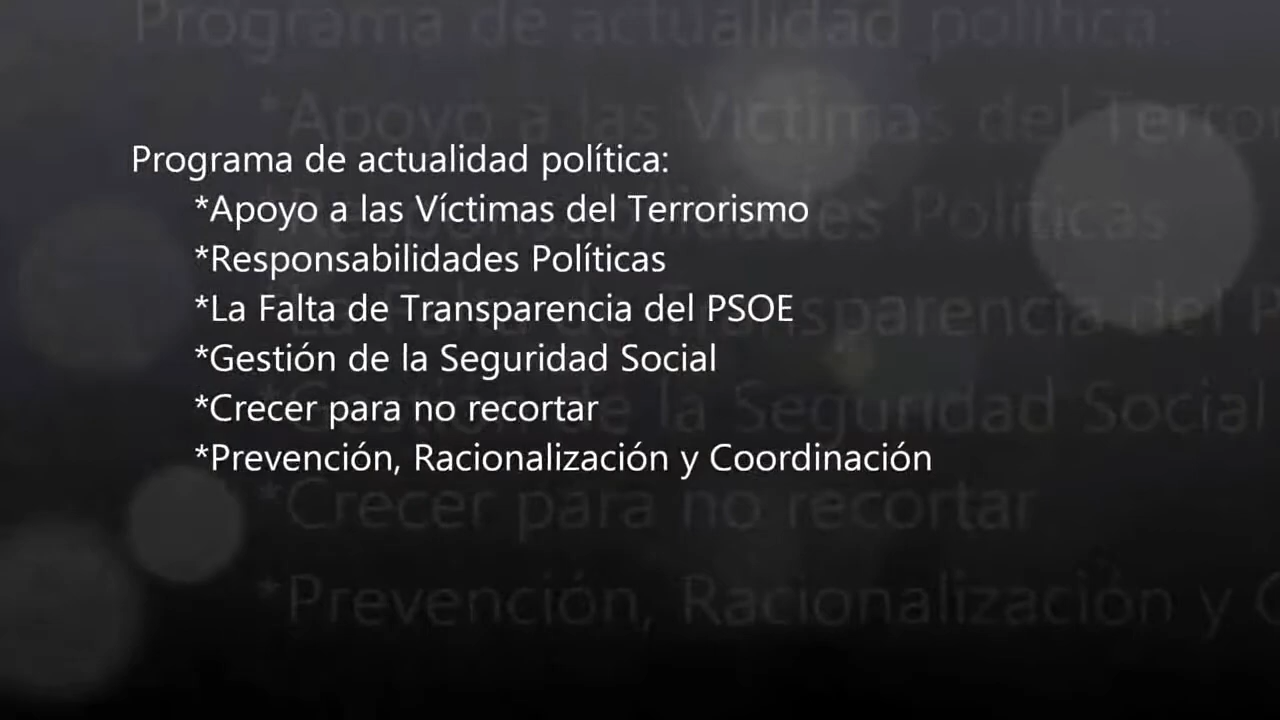 Programa de actualidad política:
*Apoyo a las Víctimas del Terrorismo
*Responsabilidades Políticas
*La Falta de Transparencia del PSOE
*Gestión de la Seguridad Social
*Crecer para no recortar
*Prevención, Racionalización y Coordinación